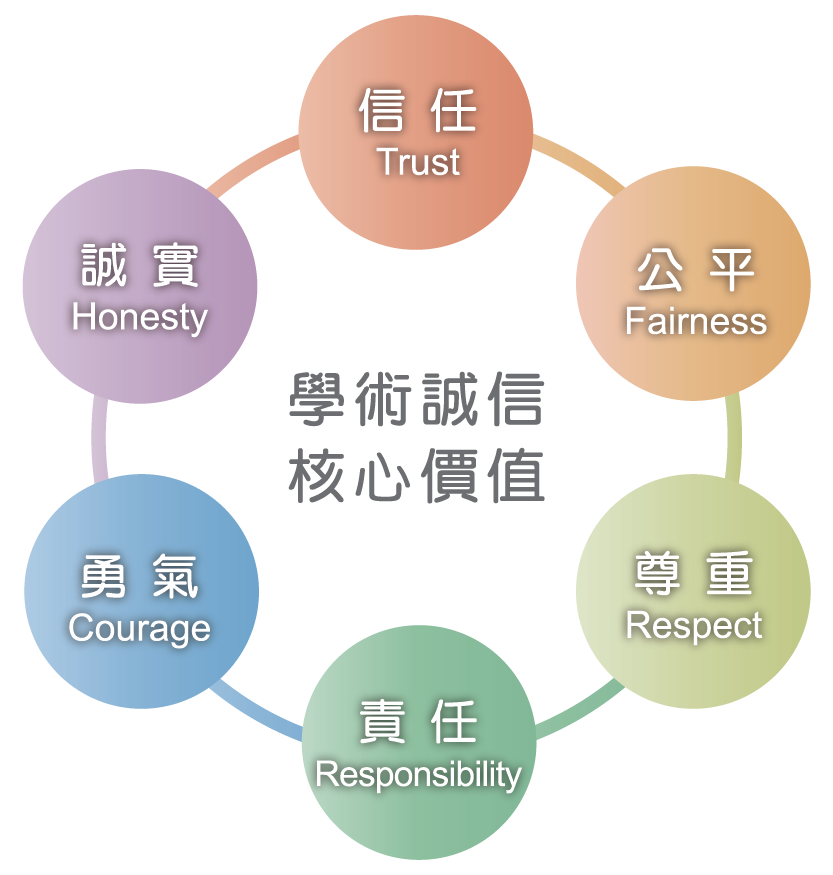 信任
Trust
公平
Fairness
尊重
Respect
責任
Responsibility
勇氣
Courage
誠實
Honesty
學術誠信
核心價值